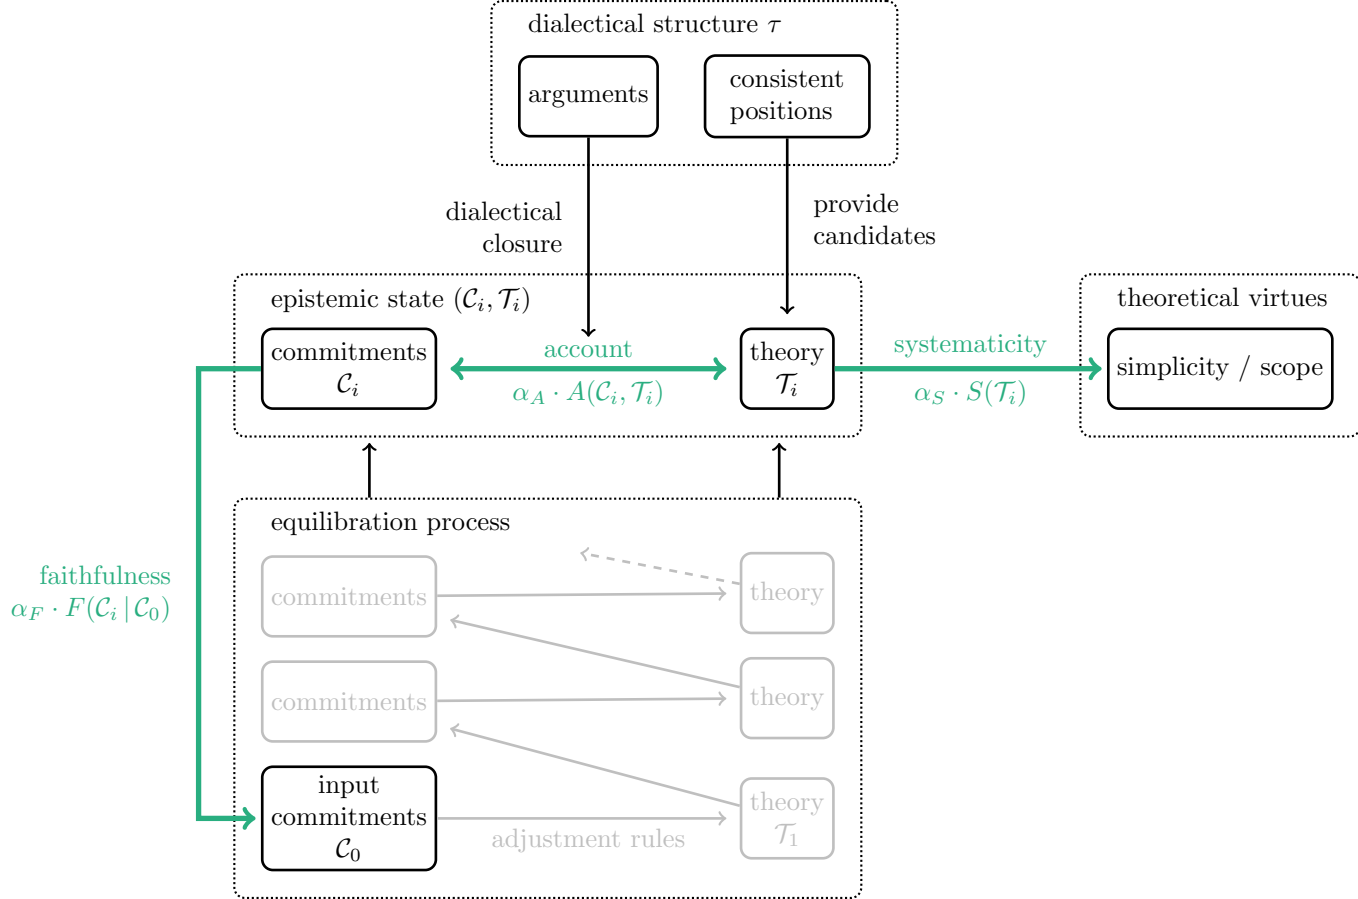 dialectical structure τ
arguments
consistent
positions
dialectical
closure
provide
candidates
epistemic state (𝒞ᵢ, 𝒯ᵢ)
commitments
𝒞ᵢ
account
α_A · A(𝒞ᵢ, 𝒯ᵢ)
theory
𝒯ᵢ
systematicity
α_S · S(𝒯ᵢ)
theoretical virtues
simplicity / scope
faithfulness
α_F · F(𝒞ᵢ | 𝒞₀)
equilibration process
commitments
theory
commitments
theory
input
commitments
𝒞₀
adjustment rules
theory
𝒯₁